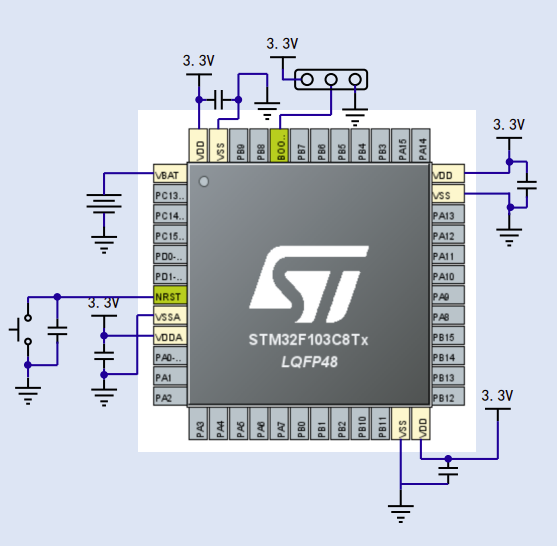 3.3V
3.3V
3.3V
VDD
VSS
PB9
PB8
BOO..
PB7
PB6
PB5
PB4
PB3
PA15
PA14
VBAT
PC13..
PC14..
PC15..
PD0-..
PD1-..
NRST
VSSA
VDDA
PA0-..
PA1
PA2
3.3V
VDD
VSS
PA13
PA12
PA11
PA10
PA9
PA8
PB15
PB14
PB13
PB12
ST
STM32F103C8Tx
LQFP48
PA3
PA4
PA5
PA6
PA7
PB0
PB1
PB2
PB10
PB11
VSS
VDD
3.3V